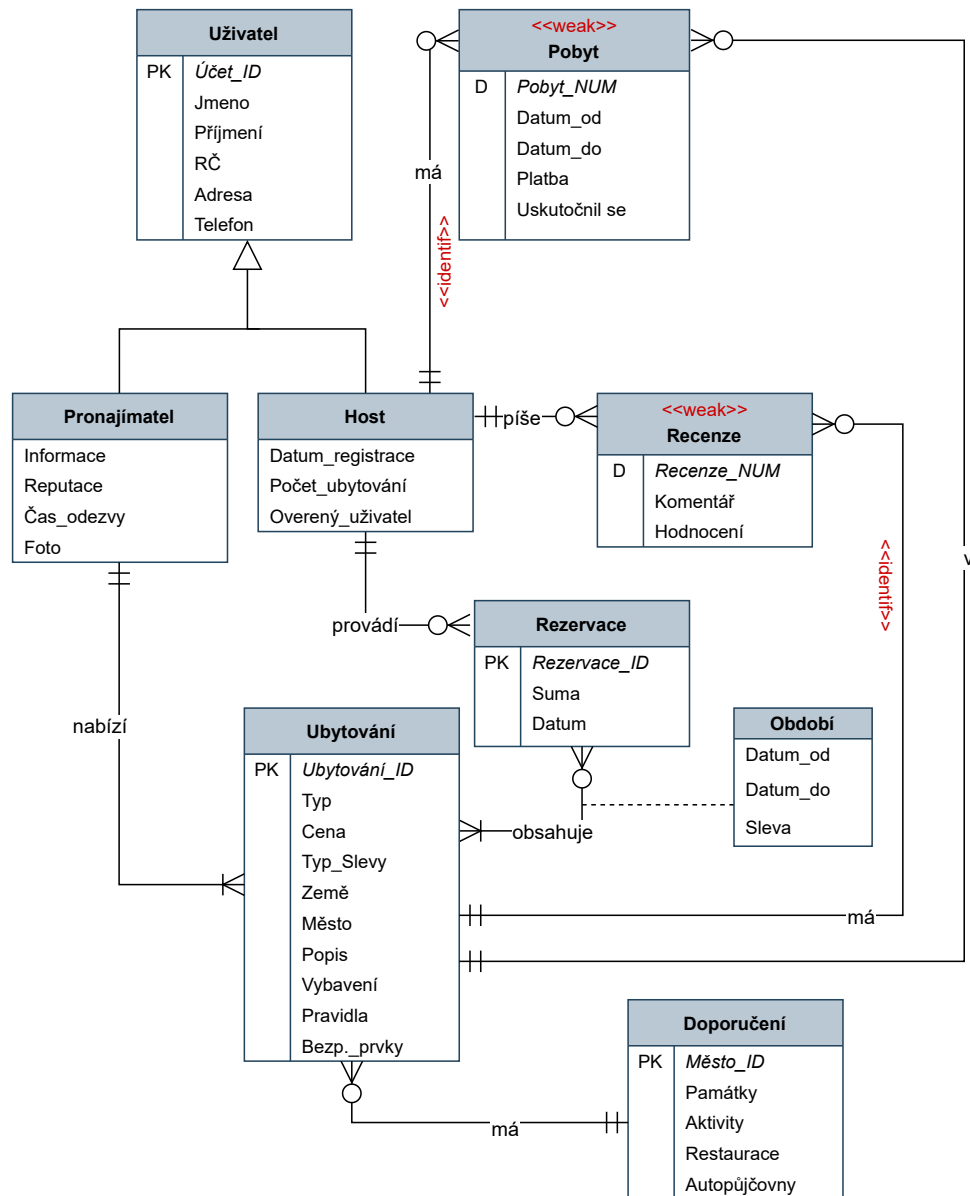 Uživatel
PK Účet_ID
Jmeno
Příjmení
RČ
Adresa
Telefon
<<weak>>
Pobyt
D Pobyt_NUM
Datum_od
Datum_do
Platba
Uskutočnil se
má
<<identif>>
Pronajímatel
Informace
Reputace
Čas_odezvy
Foto
Host
Datum_registrace
Počet_ubytování
Overený_uživatel
píše
<<weak>>
Recenze
D Recenze_NUM
Komentář
Hodnocení
<<identif>>
v
provádí
Rezervace
PK Rezervace_ID
Suma
Datum
nabízí
Ubytování
PK Ubytování_ID
Typ
Cena
Typ_Slevy
Země
Město
Popis
Vybavení
Pravidla
Bezp._prvky
obsahuje
Období
Datum_od
Datum_do
Sleva
má
Doporučení
PK Město_ID
Památky
Aktivity
Restaurace
Autopůjčovny
má